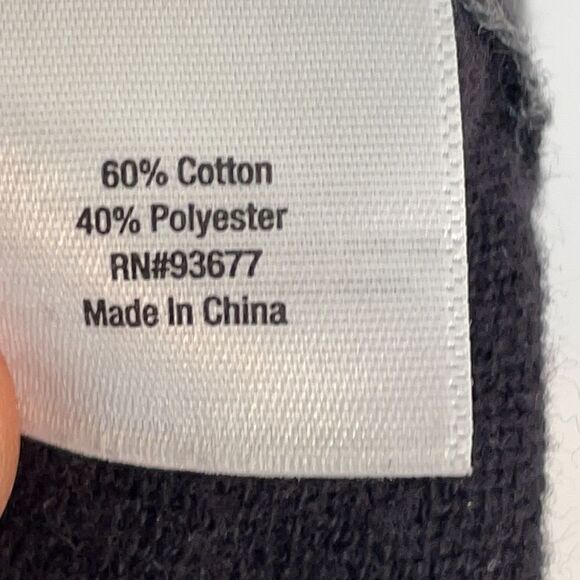 60% Cotton
40% Polyester
RN#93677
Made In China